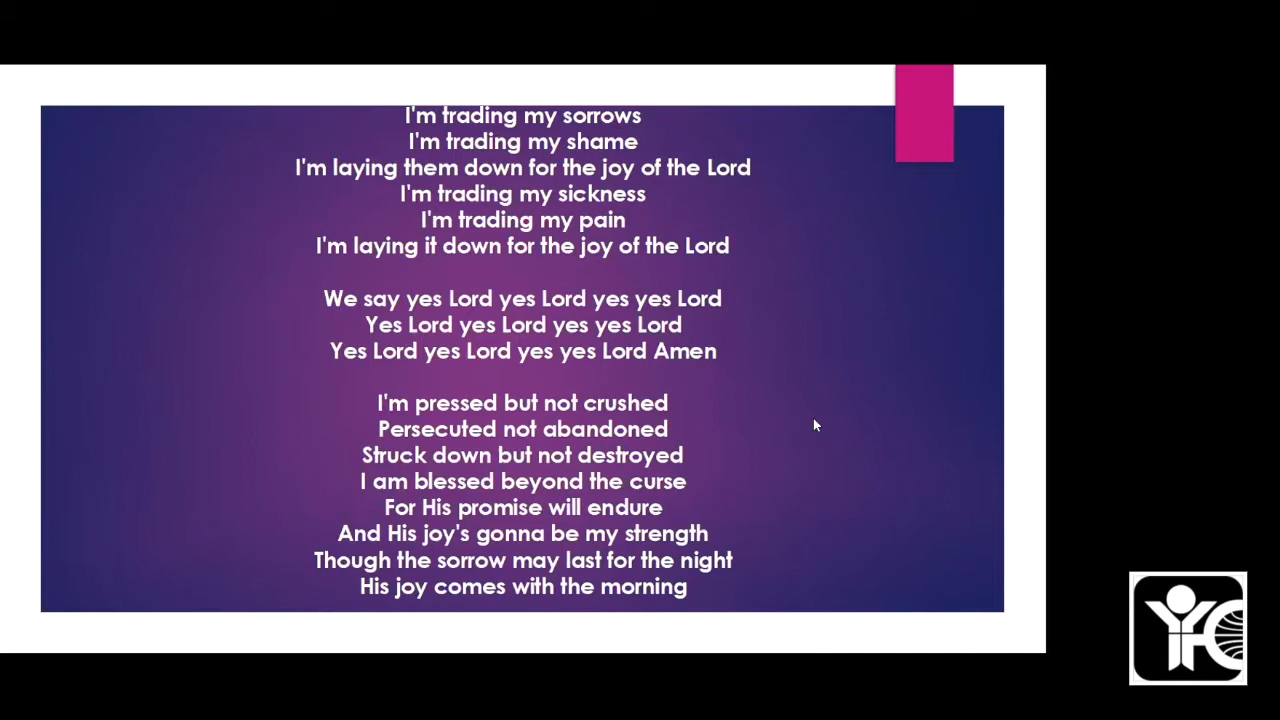 I'm trading my sorrows
I'm trading my shame
I'm laying them down for the joy of the Lord
I'm trading my sickness
I'm trading my pain
I'm laying it down for the joy of the Lord
We say yes Lord yes Lord yes yes Lord
Yes Lord yes Lord yes yes Lord
Yes Lord yes Lord yes yes Lord Amen
I'm pressed but not crushed
Persecuted not abandoned
Struck down but not destroyed
I am blessed beyond the curse
For His promise will endure
And His joy's gonna be my strength
Though the sorrow may last for the night
His joy comes with the morning
YFC